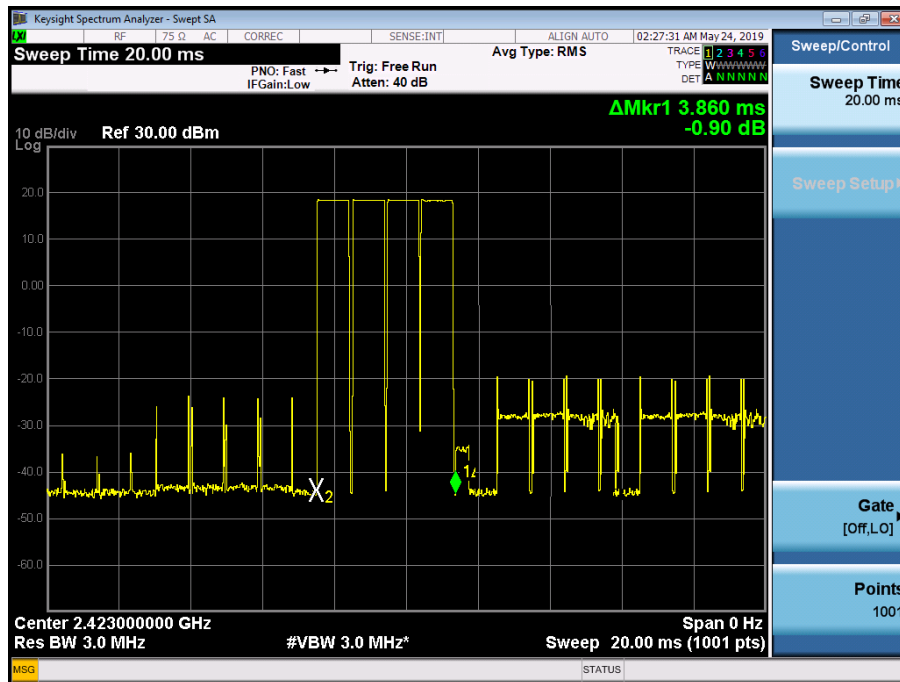 Keysight Spectrum Analyzer - Swept SA
LXI RF 75 Ω AC CORREC SENSE:INT ALIGN AUTO 02:27:31 AM May 24, 2019
Sweep Time 20.00 ms
PNO: Fast
IFGain:Low
Trig: Free Run
Atten: 40 dB
Avg Type: RMS
TRACE 1 2 3 4 5 6
TYPE W W W W W W
DET A N N N N N
ΔMkr1 3.860 ms
-0.90 dB
10 dB/div Ref 30.00 dBm
Log
20.0
10.0
0.00
-10.0
-20.0
-30.0
-40.0
-50.0
-60.0
X2
1Δ
Center 2.423000000 GHz Span 0 Hz
Res BW 3.0 MHz #VBW 3.0 MHz* Sweep 20.00 ms (1001 pts)
MSG STATUS
Sweep/Control
Sweep Time
20.00 ms
Sweep Setup
Gate
[Off,LO]
Points
1001